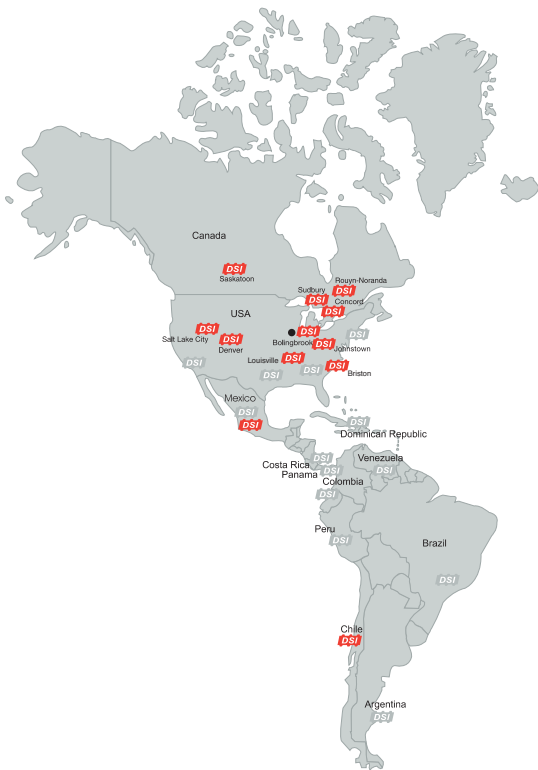 Canada
DSI
Saskatoon
Rouyn-Noranda
DSI
Sudbury
DSI
Concord
DSI
USA
DSI
Salt Lake City
DSI
Denver
DSI
Bolingbrook
DSI
DSI
Johnstown
Louisville
DSI
DSI
DSI
DSI
DSI
Briston
Mexico
DSI
DSI
DSI
Dominican Republic
Costa Rica
DSI
Panama
DSI
Venezuela
DSI
Colombia
DSI
Peru
DSI
Brazil
DSI
Chile
DSI
Argentina
DSI